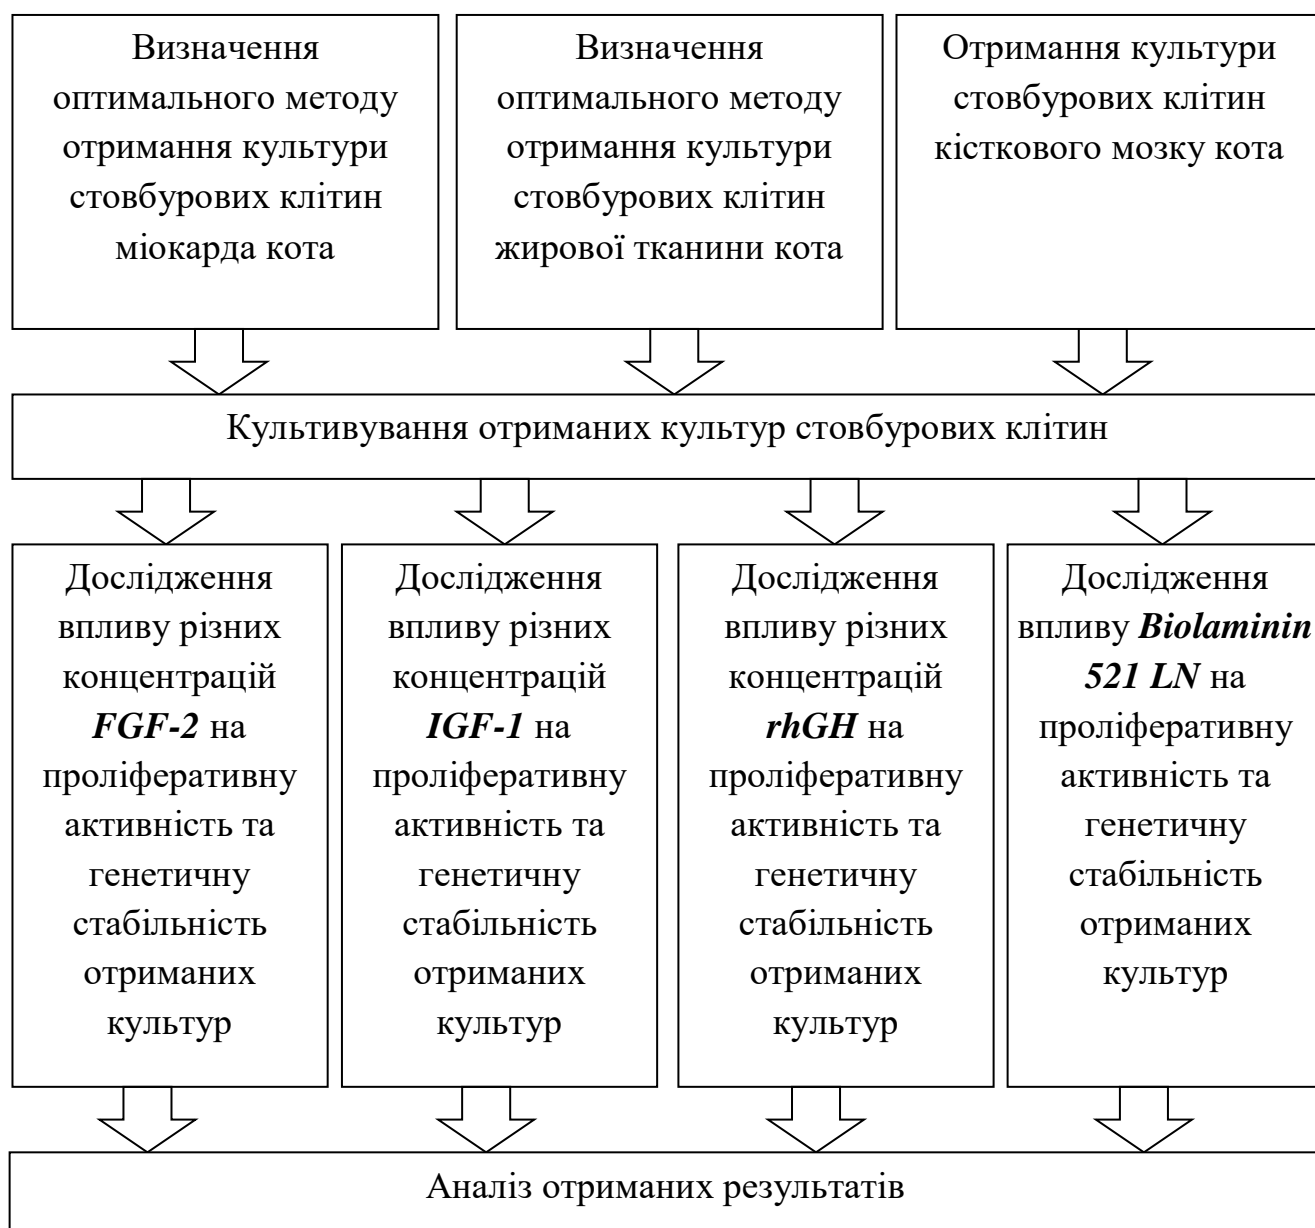 Визначення
оптимального методу
отримання культури
стовбурових клітин
міокарда кота
Визначення
оптимального методу
отримання культури
стовбурових клітин
жирової тканини кота
Отримання культури
стовбурових клітин
кісткового мозку кота
Культивування отриманих культур стовбурових клітин
Дослідження
впливу різних
концентрацій
FGF-2 на
проліферативну
активність та
генетичну
стабільність
отриманих
культур
Дослідження
впливу різних
концентрацій
IGF-1 на
проліферативну
активність та
генетичну
стабільність
отриманих
культур
Дослідження
впливу різних
концентрацій
rhGH на
проліферативну
активність та
генетичну
стабільність
отриманих
культур
Дослідження
впливу Biolaminin
521 LN на
проліферативну
активність та
генетичну
стабільність
отриманих
культур
Аналіз отриманих результатів